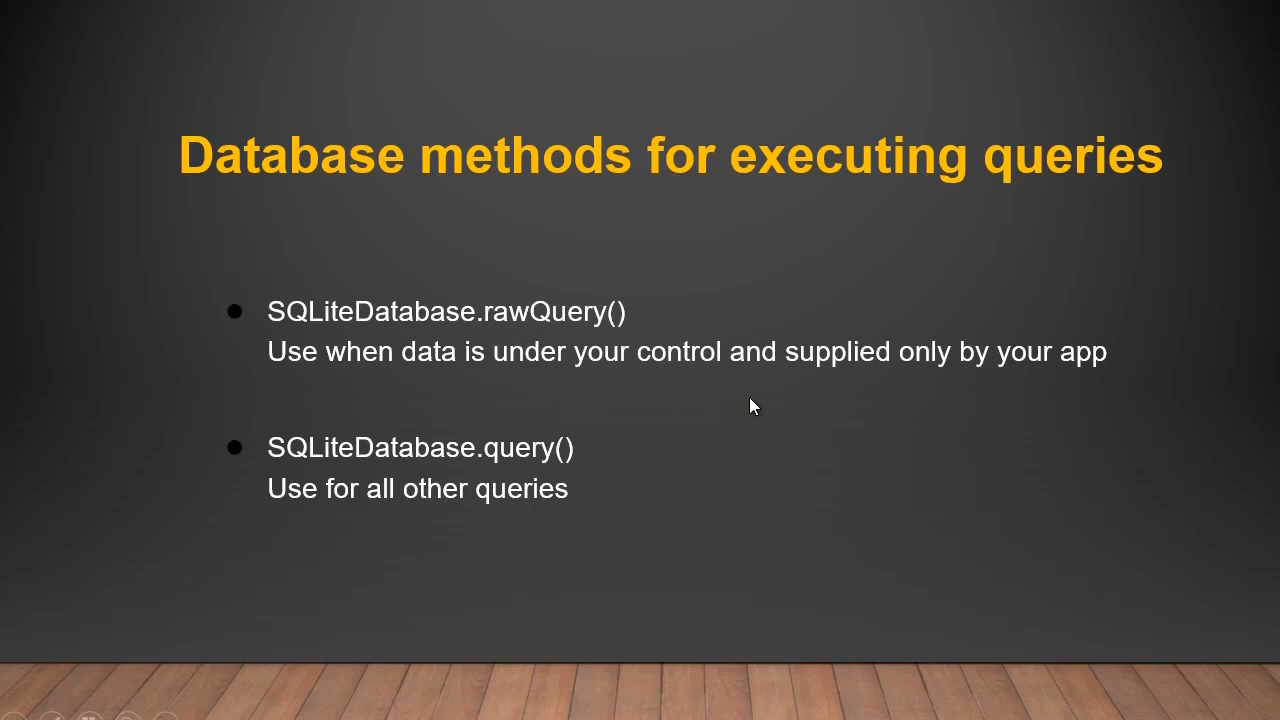 Database methods for executing queries
SQLiteDatabase.rawQuery()
Use when data is under your control and supplied only by your app
SQLiteDatabase.query()
Use for all other queries